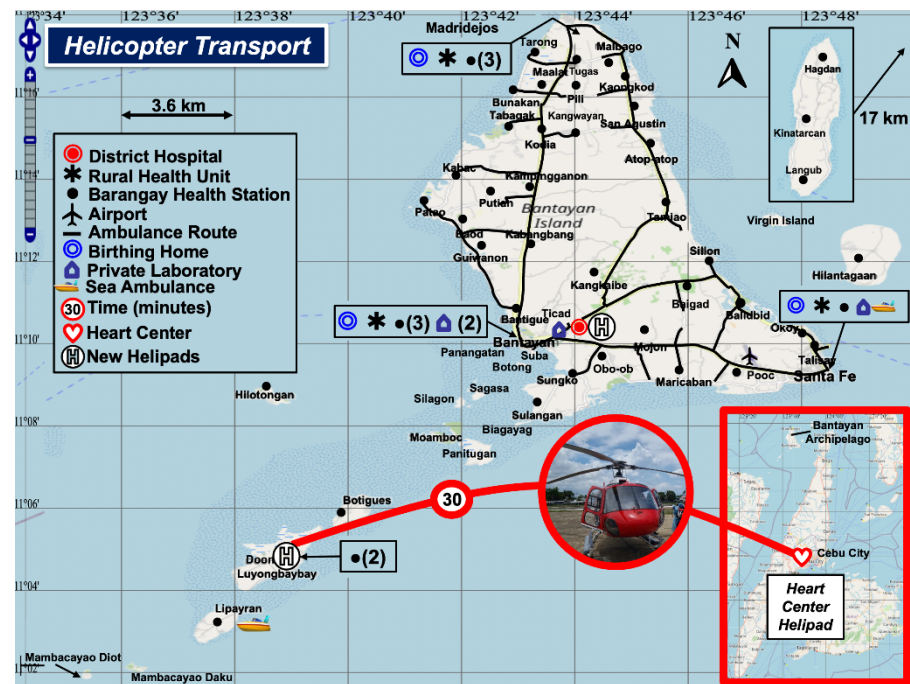 123°34'
123°36'
123°38'
123°40'
123°42'
123°44'
123°46'
123°48'
Helicopter Transport
3.6 km
11°16'
11°14'
11°12'
11°10'
11°08'
11°06'
11°04'
11°02'
District Hospital
Rural Health Unit
Barangay Health Station
Airport
Ambulance Route
Birthing Home
Private Laboratory
Sea Ambulance
30 Time (minutes)
Heart Center
H New Helipads
Madridejos
(3)
Tarong
Malbago
Maalat
Tugas
Kaongkod
Pili
Bunakan
Tabagak
Kangwayan
San Agustin
Kodia
Atop-atop
Kabac
Kampingganon
Putian
Patao
Bantayan
Island
Tamiao
Baod
Kabangbang
Guiwanon
Sillon
Kangkaibe
Baigad
Bantigue
Ticad
H
Balidbid
Okoy
(3) (2)
Bantayan
Suba
Mojon
Talisay
Panangatan
Botong
Obo-ob
Pooc
Santa Fe
Sungko
Maricaban
Sagasa
Silagon
Sulangan
Hilotongan
Biagayag
Moamboc
Panitugan
N
17 km
Hagdan
Kinatarcan
Langub
Virgin Island
Hilantagaan
Botigues
30
Doong
H
(2)
Luyongbaybay
Lipayran
Mambacayao Diot
Mambacayao Daku
Bantayan
Archipelago
Cebu City
Heart
Center
Helipad